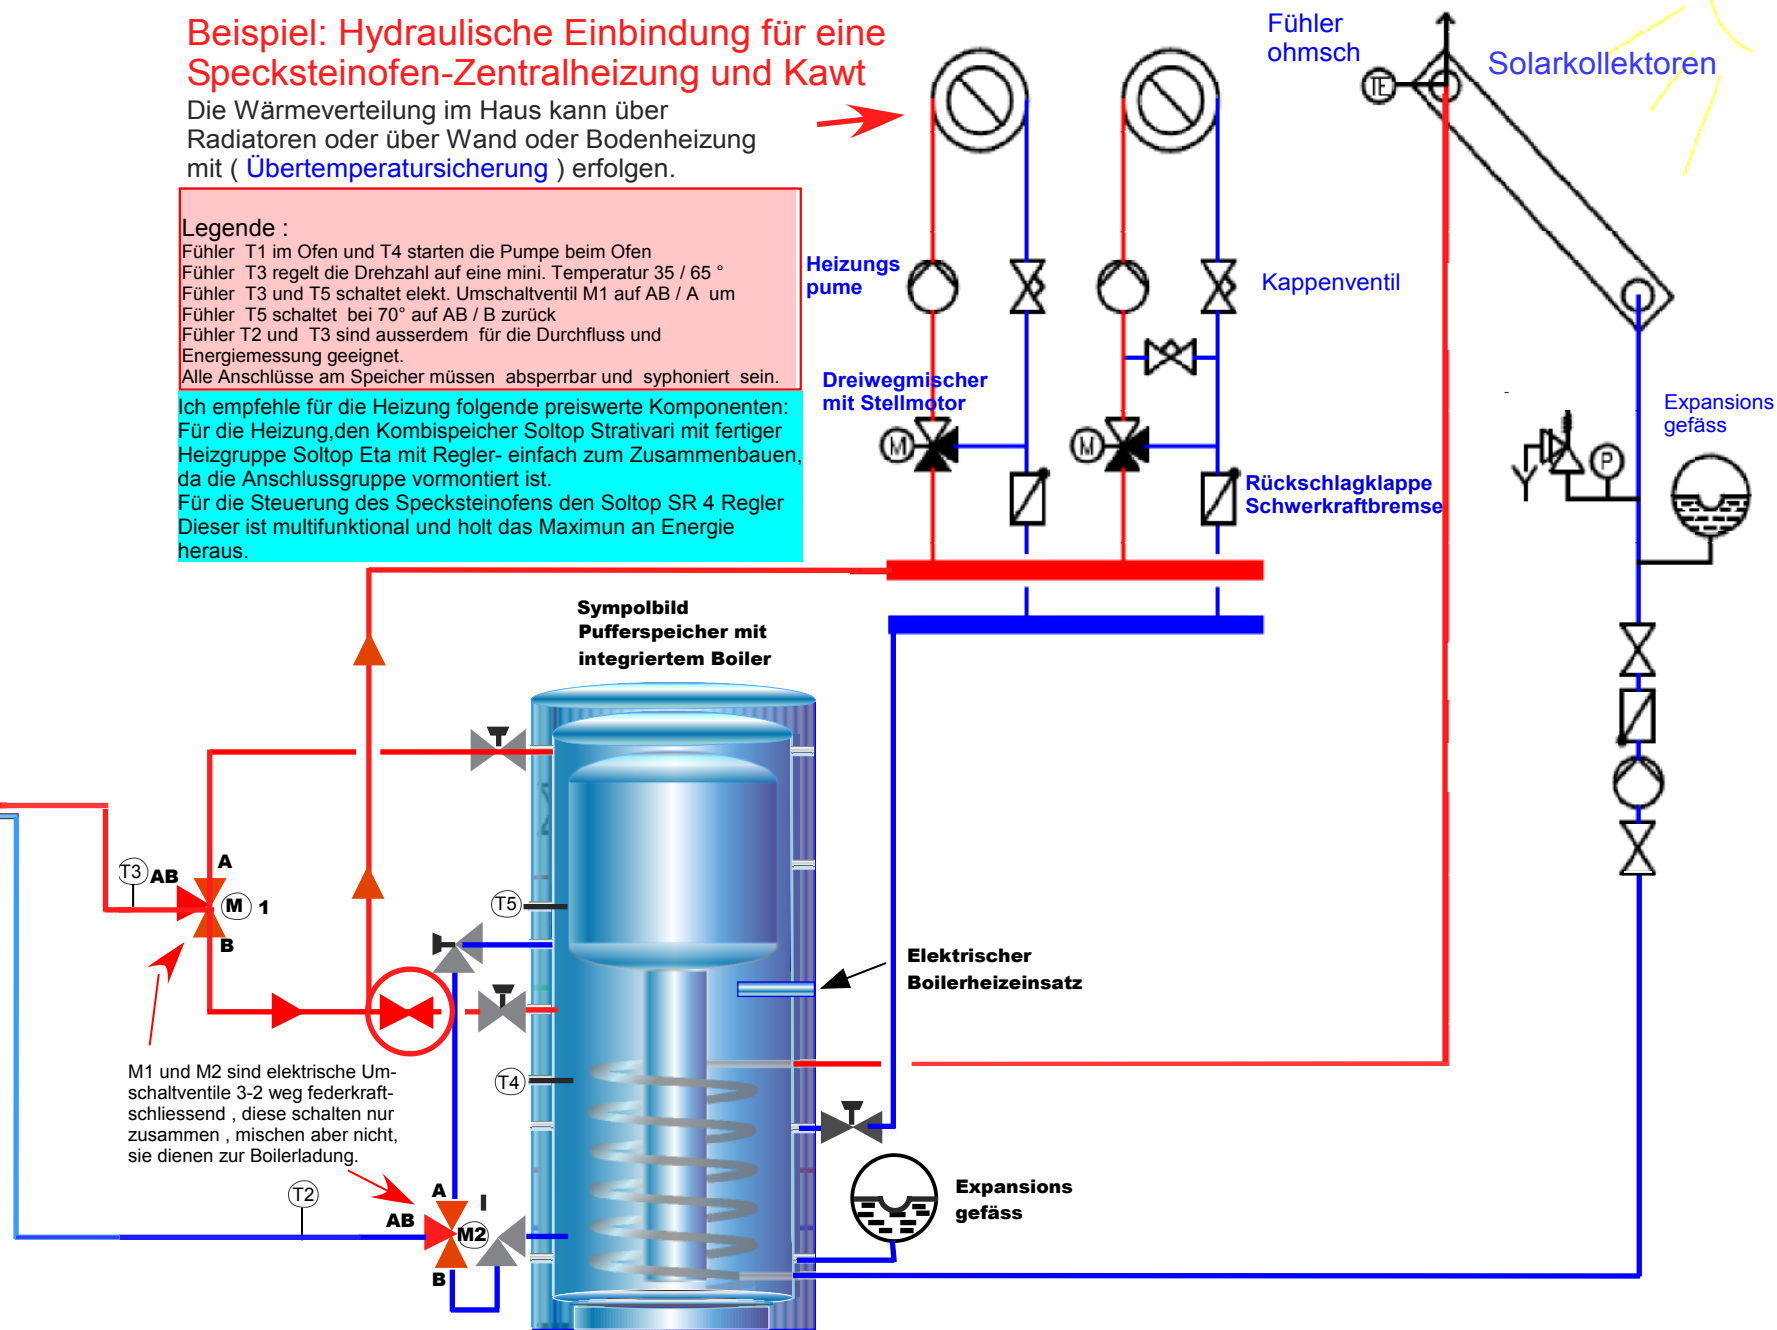 Beispiel: Hydraulische Einbindung für eine
Specksteinofen-Zentralheizung und Kawt
Die Wärmeverteilung im Haus kann über
Radiatoren oder über Wand oder Bodenheizung
mit ( Übertemperatursicherung ) erfolgen.
Legende :
Fühler T1 im Ofen und T4 starten die Pumpe beim Ofen
Fühler T3 regelt die Drehzahl auf eine mini. Temperatur 35 / 65 °
Fühler T3 und T5 schaltet elekt. Umschaltventil M1 auf AB / A um
Fühler T5 schaltet bei 70° auf AB / B zurück
Fühler T2 und T3 sind ausserdem für die Durchfluss und
Energiemessung geeignet.
Alle Anschlüsse am Speicher müssen absperrbar und syphoniert sein.
Ich empfehle für die Heizung folgende preiswerte Komponenten:
Für die Heizung,den Kombispeicher Soltop Strativari mit fertiger
Heizgruppe Soltop Eta mit Regler- einfach zum Zusammenbauen,
da die Anschlussgruppe vormontiert ist.
Für die Steuerung des Specksteinofens den Soltop SR 4 Regler
Dieser ist multifunktional und holt das Maximun an Energie
heraus.
Fühler
ohmsch
TE
Solarkollektoren
Heizungs
pume
Kappenventil
Dreiwegmischer
mit Stellmotor
M
M
Rückschlagklappe
Schwerkraftbremse
P
Expansions
gefäss
Sympolbild
Pufferspeicher mit
integriertem Boiler
T3
AB
A
M
1
B
T5
Elektrischer
Boilerheizeinsatz
M1 und M2 sind elektrische Um-
schaltventile 3-2 weg federkraft-
schliessend , diese schalten nur
zusammen , mischen aber nicht,
sie dienen zur Boilerladung.
T4
T2
A
AB
M2
B
Expansions
gefäss